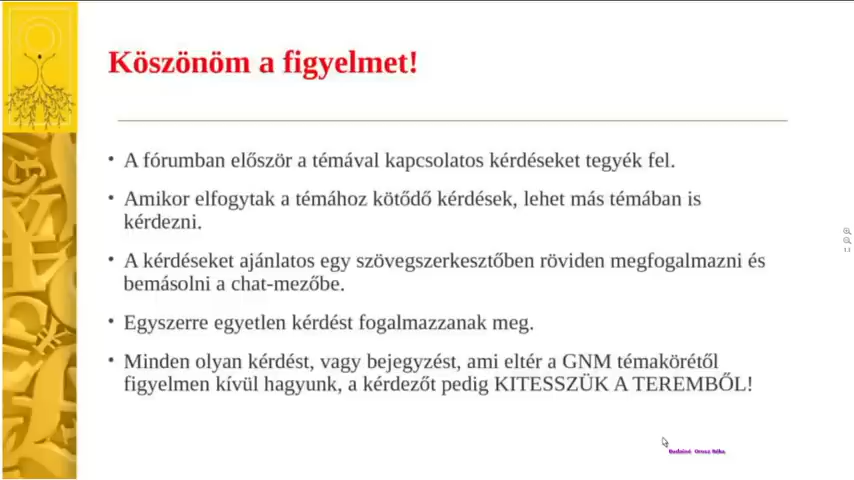 Köszönöm a figyelmet!
• A fórumban először a témával kapcsolatos kérdéseket tegyék fel.
• Amikor elfogytak a témához kötődő kérdések, lehet más témában is
kérdezni.
• A kérdéseket ajánlatos egy szövegszerkesztőben röviden megfogalmazni és
bemásolni a chat-mezőbe.
• Egyszerre egyetlen kérdést fogalmazzanak meg.
• Minden olyan kérdést, vagy bejegyzést, ami eltér a GNM témakörétől
figyelmen kívül hagyunk, a kérdezőt pedig KITESSZÜK A TEREMBŐL!